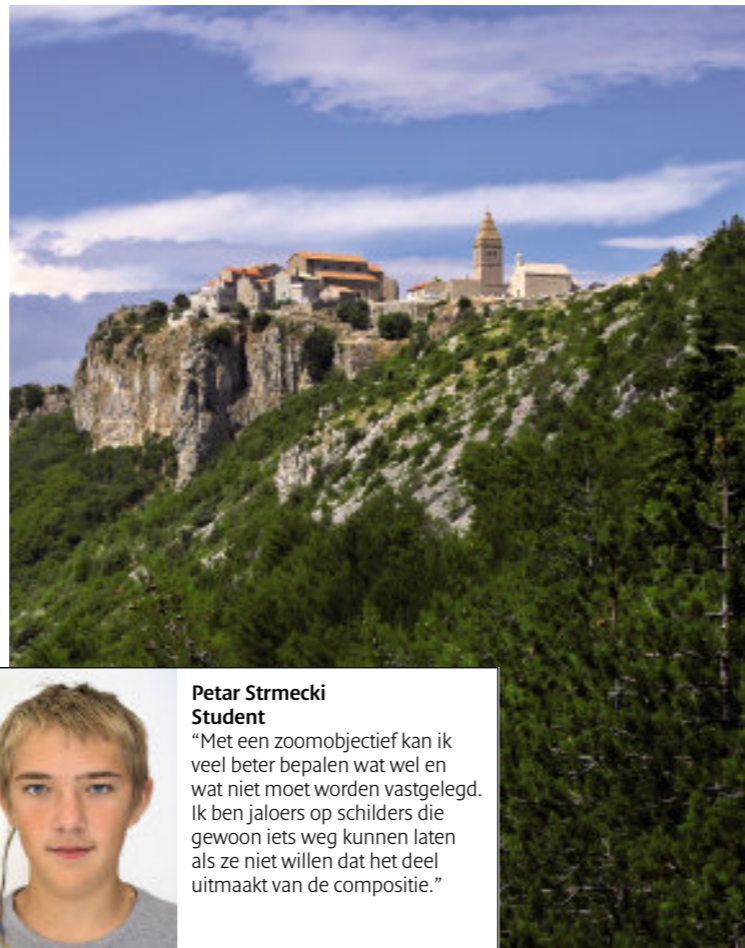 Petar Strmecki
Student
“Met een zoomobjectief kan ik
veel beter bepalen wat wel en
wat niet moet worden vastgelegd.
Ik ben jaloers op schilders die
gewoon iets weg kunnen laten
als ze niet willen dat het deel
uitmaakt van de compositie.”